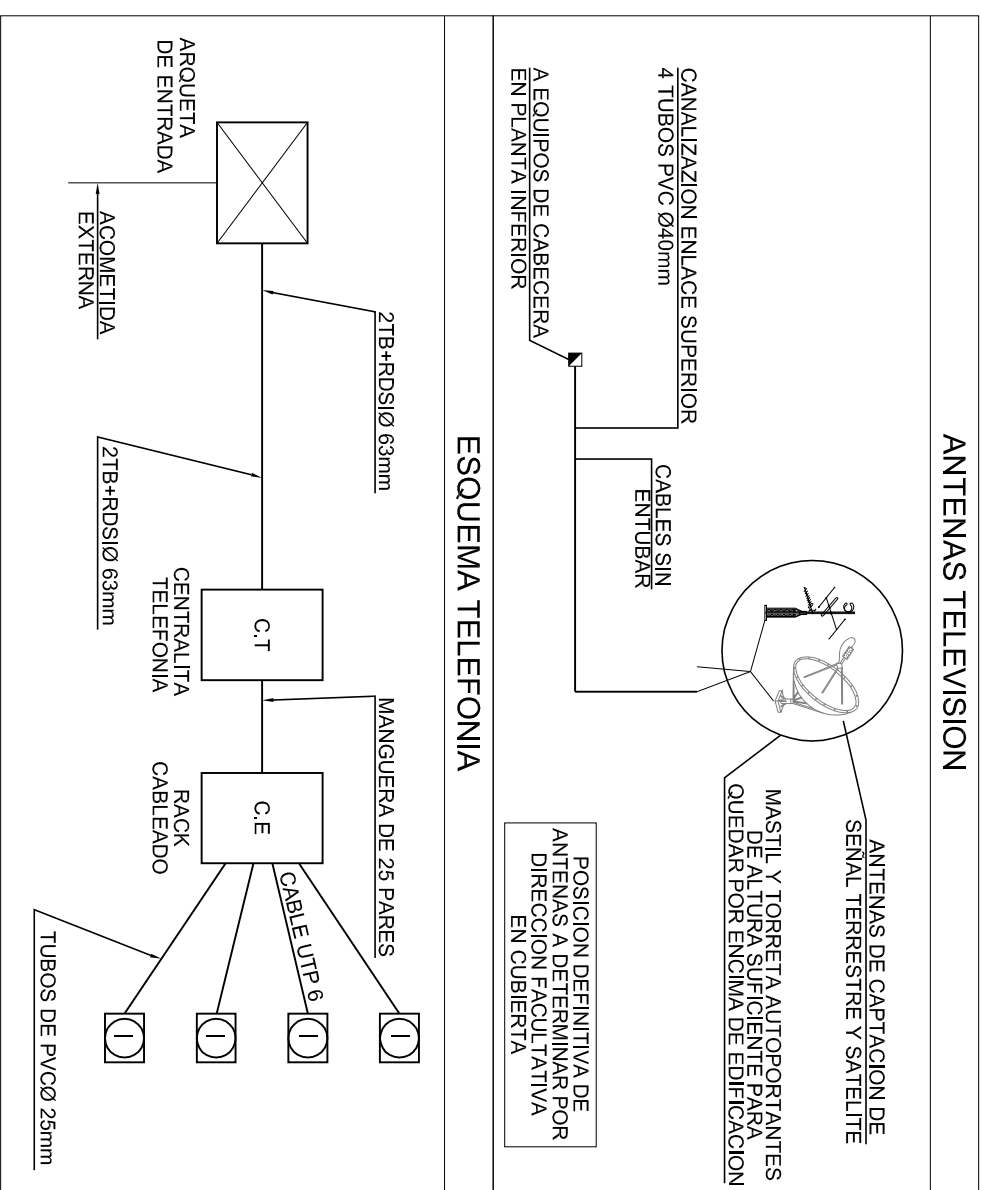 ANTENAS TELEVISION
ANTENAS DE CAPTACION DE
SEÑAL TERRESTRE Y SATELITE
MASTIL Y TORRETA AUTOPORTANTES
DE ALTURA SUFICIENTE PARA
QUEDAR POR ENCIMA DE EDIFICACION
CANALIZAZION ENLACE SUPERIOR
4 TUBOS PVC Ø40mm
CABLES SIN
ENTUBAR
A EQUIPOS DE CABECERA
EN PLANTA INFERIOR
POSICION DEFINITIVA DE
ANTENAS A DETERMINAR POR
DIRECCION FACULTATIVA
EN CUBIERTA
ESQUEMA TELEFONIA
2TB+RDSIØ 63mm
MANGUERA DE 25 PARES
CABLE UTP 6
C.T
C.E
ARQUETA
DE ENTRADA
CENTRALITA
TELEFONIA
RACK
CABLEADO
ACOMETIDA
EXTERNA
2TB+RDSIØ 63mm
TUBOS DE PVCØ 25mm